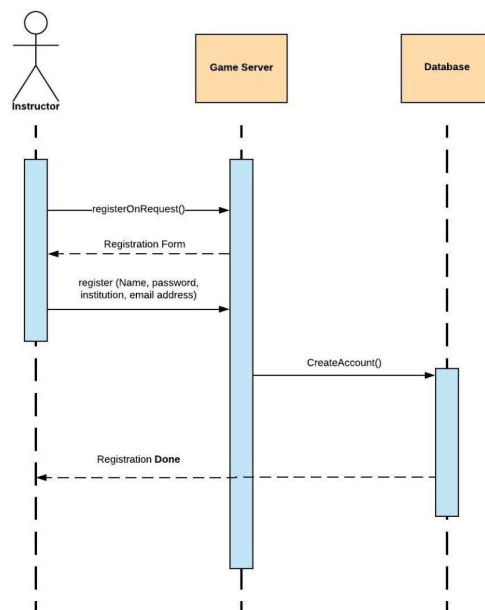 Instructor
Game Server
Database
registerOnRequest()
Registration Form
register (Name, password,
institution, email address)
CreateAccount()
Registration Done